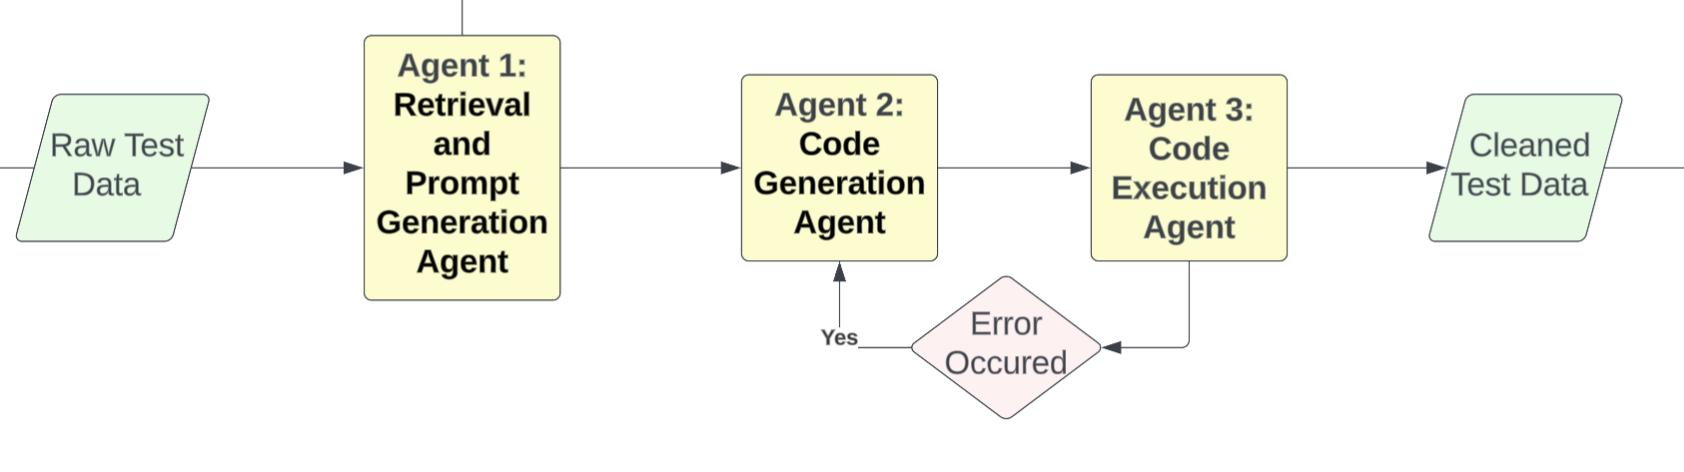 Raw Test
Data
Agent 1:
Retrieval
and
Prompt
Generation
Agent
Agent 2:
Code
Generation
Agent
Agent 3:
Code
Execution
Agent
Cleaned
Test Data
Yes
Error
Occured